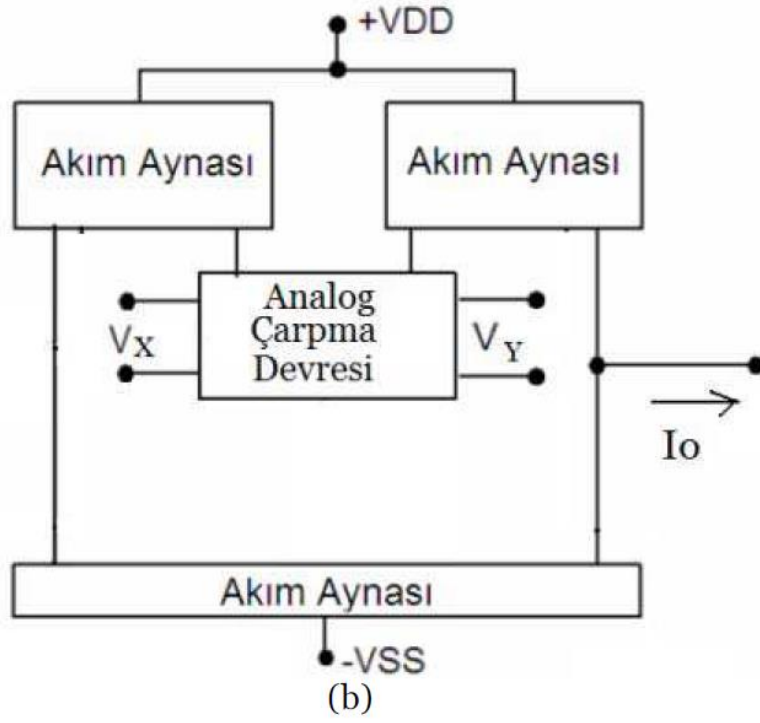 +VDD
Akım Aynası
Akım Aynası
Analog
Çarpma
Devresi
VX
VY
Io
Akım Aynası
-VSS
(b)